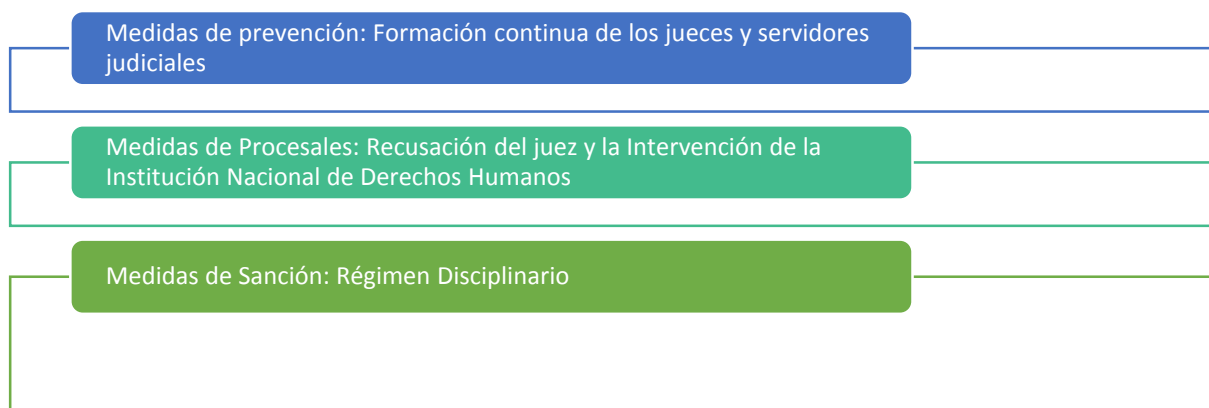 Medidas de prevención: Formación continua de los jueces y servidores
judiciales
Medidas de Procesales: Recusación del juez y la Intervención de la
Institución Nacional de Derechos Humanos
Medidas de Sanción: Régimen Disciplinario